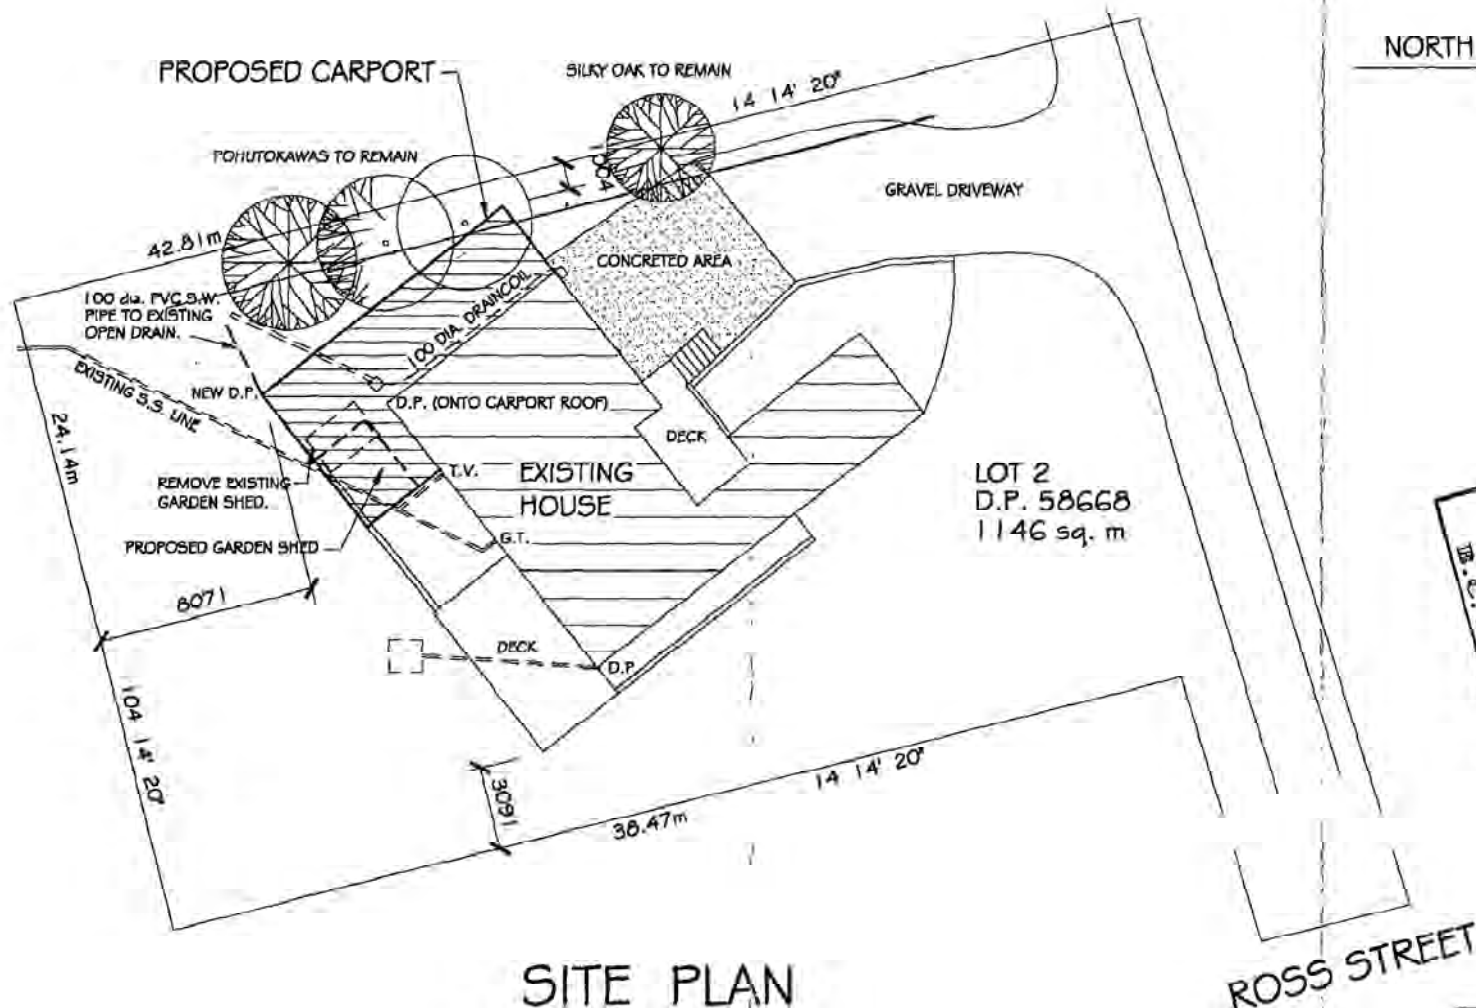 NORTH
PROPOSED CARPORT
SILKY OAK TO REMAIN
14 14' 20"
POHUTOKAWAS TO REMAIN
GRAVEL DRIVEWAY
42.81m
CONCRETED AREA
100 dia. PVC S.W.
PIPE TO EXISTING
OPEN DRAIN.
100 DIA. DRAINCOIL
EXISTING S.S. LINE
NEW D.P.
D.P. (ONTO CARPORT ROOF)
24.14m
DECK
T.V.
EXISTING
HOUSE
LOT 2
D.P. 58668
1146 sq. m
REMOVE EXISTING
GARDEN SHED.
G.T.
PROPOSED GARDEN SHED
8071
DECK
D.P.
104 14' 20"
3091
14 14' 20"
38.47m
SITE PLAN
ROSS STREET